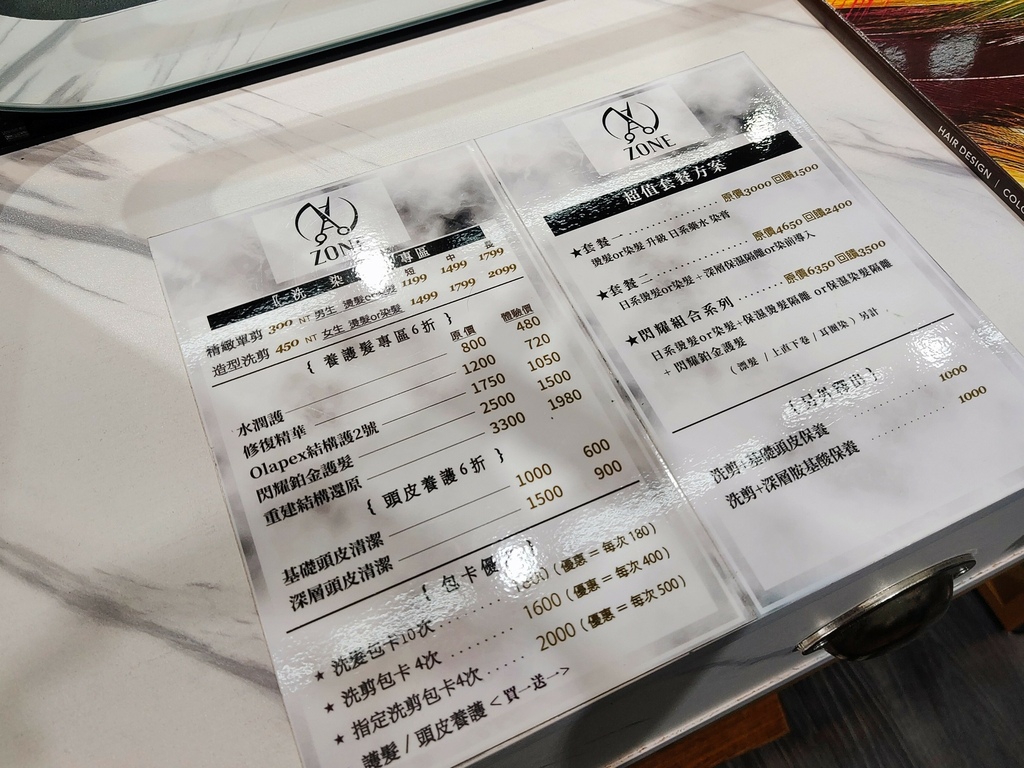 ZONE
洗 染 專區
短 中 長
精緻單剪 300 NT 男生 燙髮or染髮 1199 1499 1799
造型洗剪 450 NT 女生 燙髮or染髮 1499 1799 2099
{ 養護髮專區6折 }
原價 體驗價
水潤護 800 480
修復精華 1200 720
Olapex結構護2號 1750 1050
閃耀鉑金護髮 2500 1500
重建結構還原 3300 1980
{ 頭皮養護6折 }
基礎頭皮清潔 1000 600
深層頭皮清潔 1500 900
{ 包卡優 }
★ 洗髮包卡10次 (優惠=每次180)
★ 洗剪包卡 4次 1600 (優惠=每次400)
★ 指定洗剪包卡4次 2000 (優惠=每次500)
護髮 / 頭皮養護 <買一送一>
ZONE
超值套餐方案
★套餐一 原價3000 回饋1500
燙髮or染髮 升級 日系藥水 染膏
★套餐二 原價4650 回饋2400
日系燙髮or染髮+深層保濕隔離or染前導入
★閃耀組合系列 原價6350 回饋3500
日系燙髮or染髮+保濕燙髮隔離 or保濕染髮隔離
+ 閃耀鉑金護髮
(漂髮 / 上直下卷 / 耳圈染) 另計
洗剪+基礎頭皮保養 1000
洗剪+深層胺基酸保養 1000
HAIR DESIGN / COL